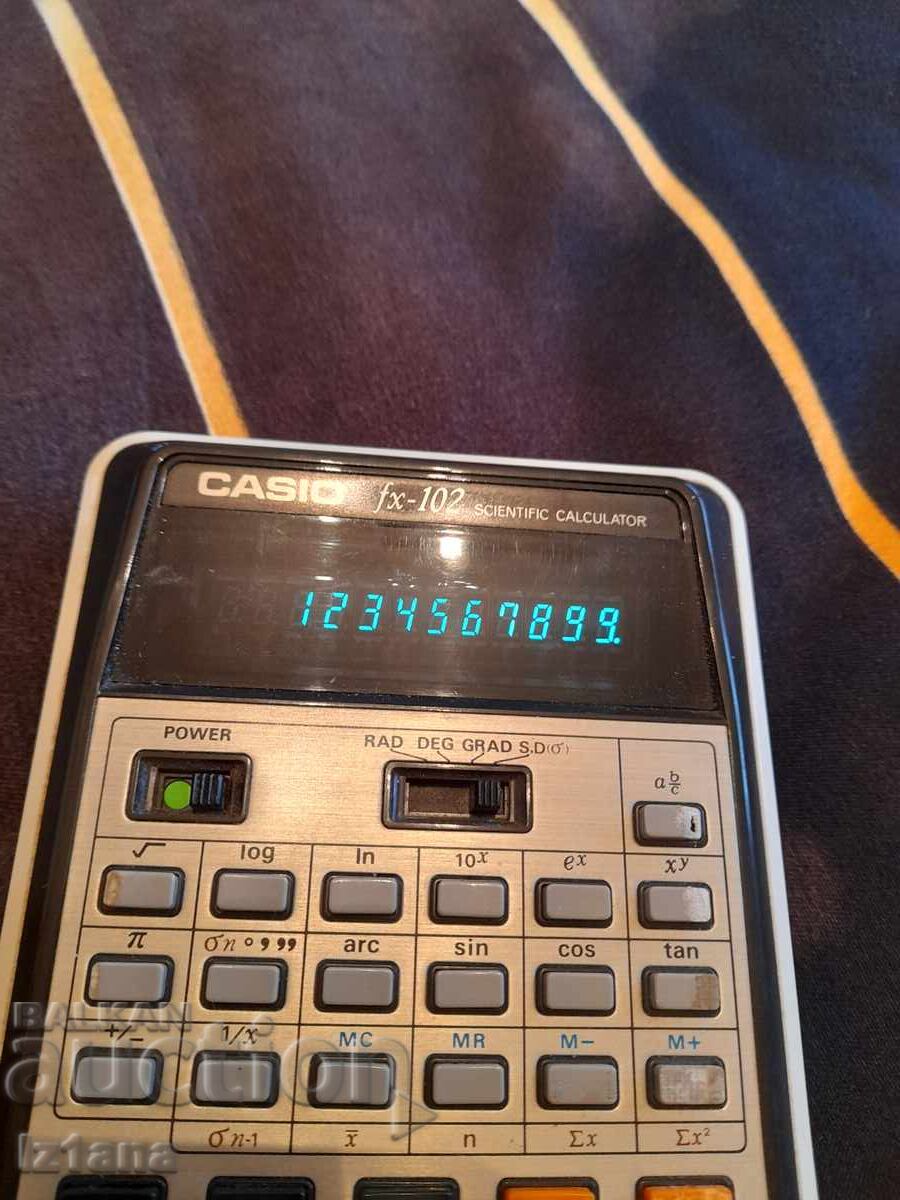 CASIO fx-102 SCIENTIFIC CALCULATOR
1234567899.
POWER RAD DEG GRAD S.D(σ)
a b/c
√ log ln 10ˣ eˣ xʸ
π σn °,,, arc sin cos tan
+/− 1/x MC MR M− M+
σn-1 x̄ n Σx Σx²
BALKAN
auction
Iz1ana